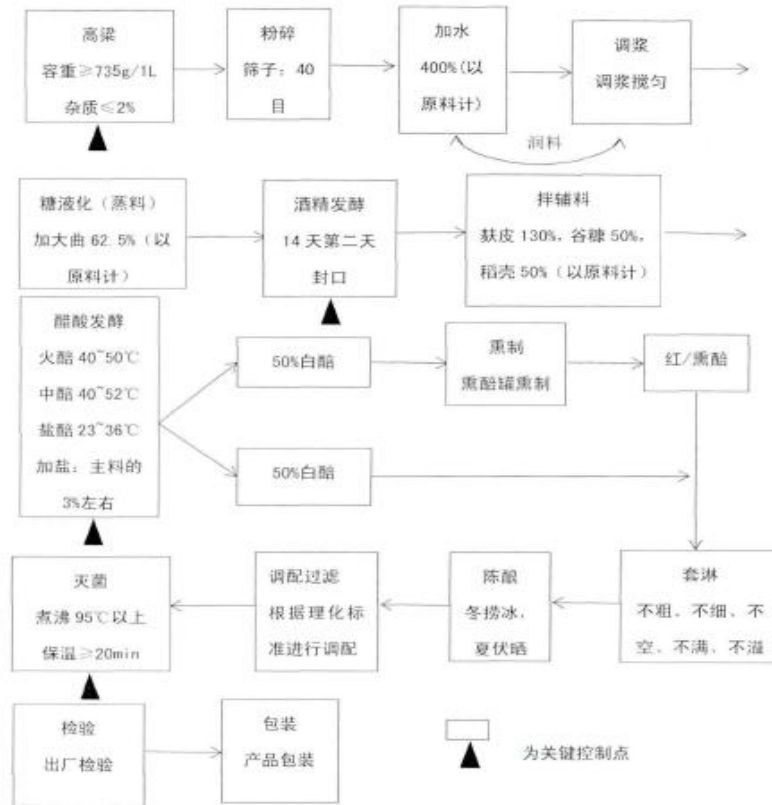 高粱
容重≥735g/1L
杂质≤2%
粉碎
筛子：40
目
加水
400%(以
原料计)
调浆
调浆搅匀
润料
糖液化（蒸料）
加大曲 62.5%（以
原料计）
酒精发酵
14 天第二天
封口
拌辅料
麸皮 130%，谷糠 50%，
稻壳 50%（以原料计）
醋酸发酵
火醅 40~50℃
中醅 40~52℃
盐醅 23~36℃
加盐：主料的
3%左右
50%白醅
熏制
熏醅罐熏制
红/熏醅
50%白醅
灭菌
煮沸 95℃以上
保温≥20min
调配过滤
根据理化标
准进行调配
陈酿
冬捞冰，
夏伏晒
套淋
不粗、不细、不
空、不满、不溢
检验
出厂检验
包装
产品包装
为关键控制点